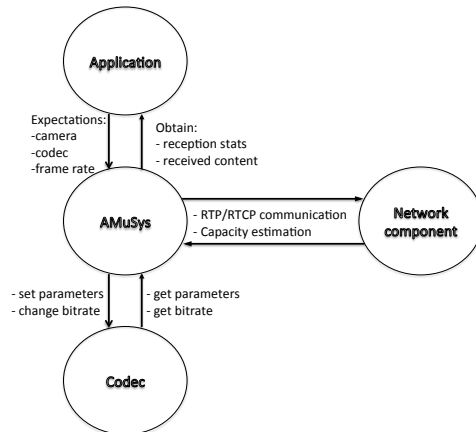 Application
Expectations:
-camera
-codec
-frame rate
Obtain:
- reception stats
- received content
AMuSys
- RTP/RTCP communication
- Capacity estimation
Network
component
- set parameters
- change bitrate
- get parameters
- get bitrate
Codec